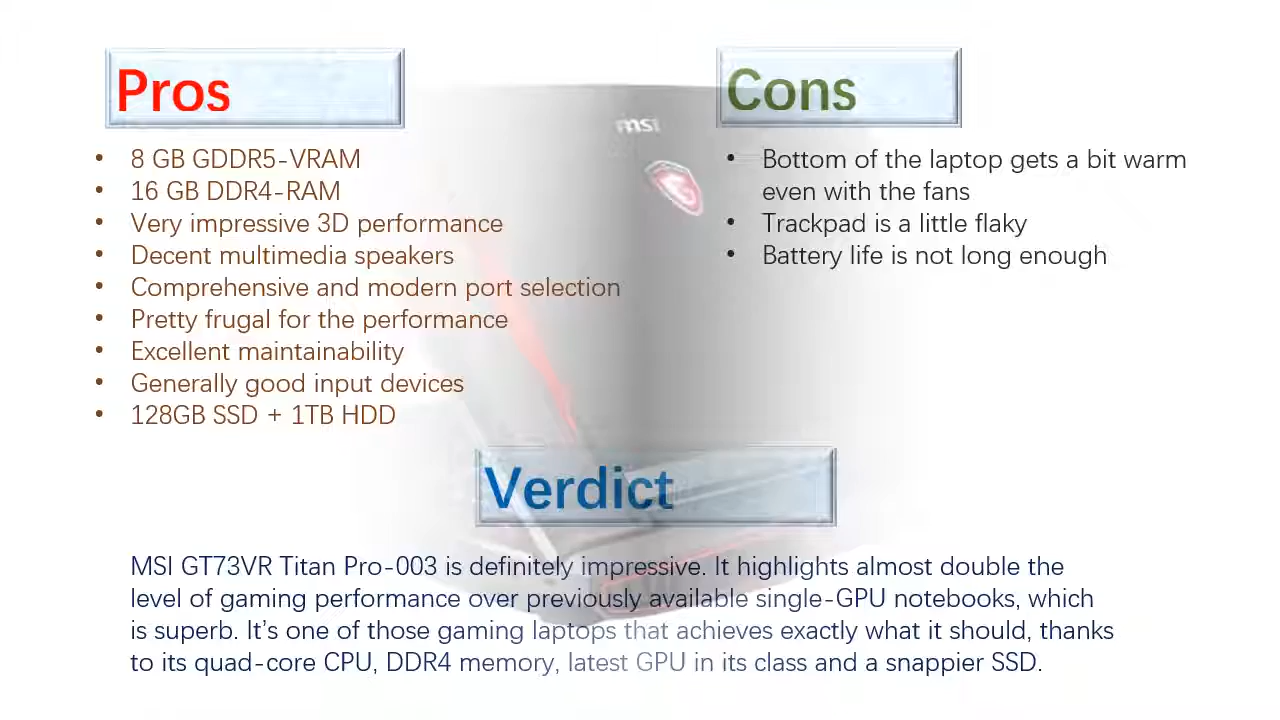 Pros
• 8 GB GDDR5-VRAM
• 16 GB DDR4-RAM
• Very impressive 3D performance
• Decent multimedia speakers
• Comprehensive and modern port selection
• Pretty frugal for the performance
• Excellent maintainability
• Generally good input devices
• 128GB SSD + 1TB HDD
msi
Cons
• Bottom of the laptop gets a bit warm
even with the fans
• Trackpad is a little flaky
• Battery life is not long enough
Verdict
MSI GT73VR Titan Pro-003 is definitely impressive. It highlights almost double the
level of gaming performance over previously available single-GPU notebooks, which
is superb. It’s one of those gaming laptops that achieves exactly what it should, thanks
to its quad-core CPU, DDR4 memory, latest GPU in its class and a snappier SSD.